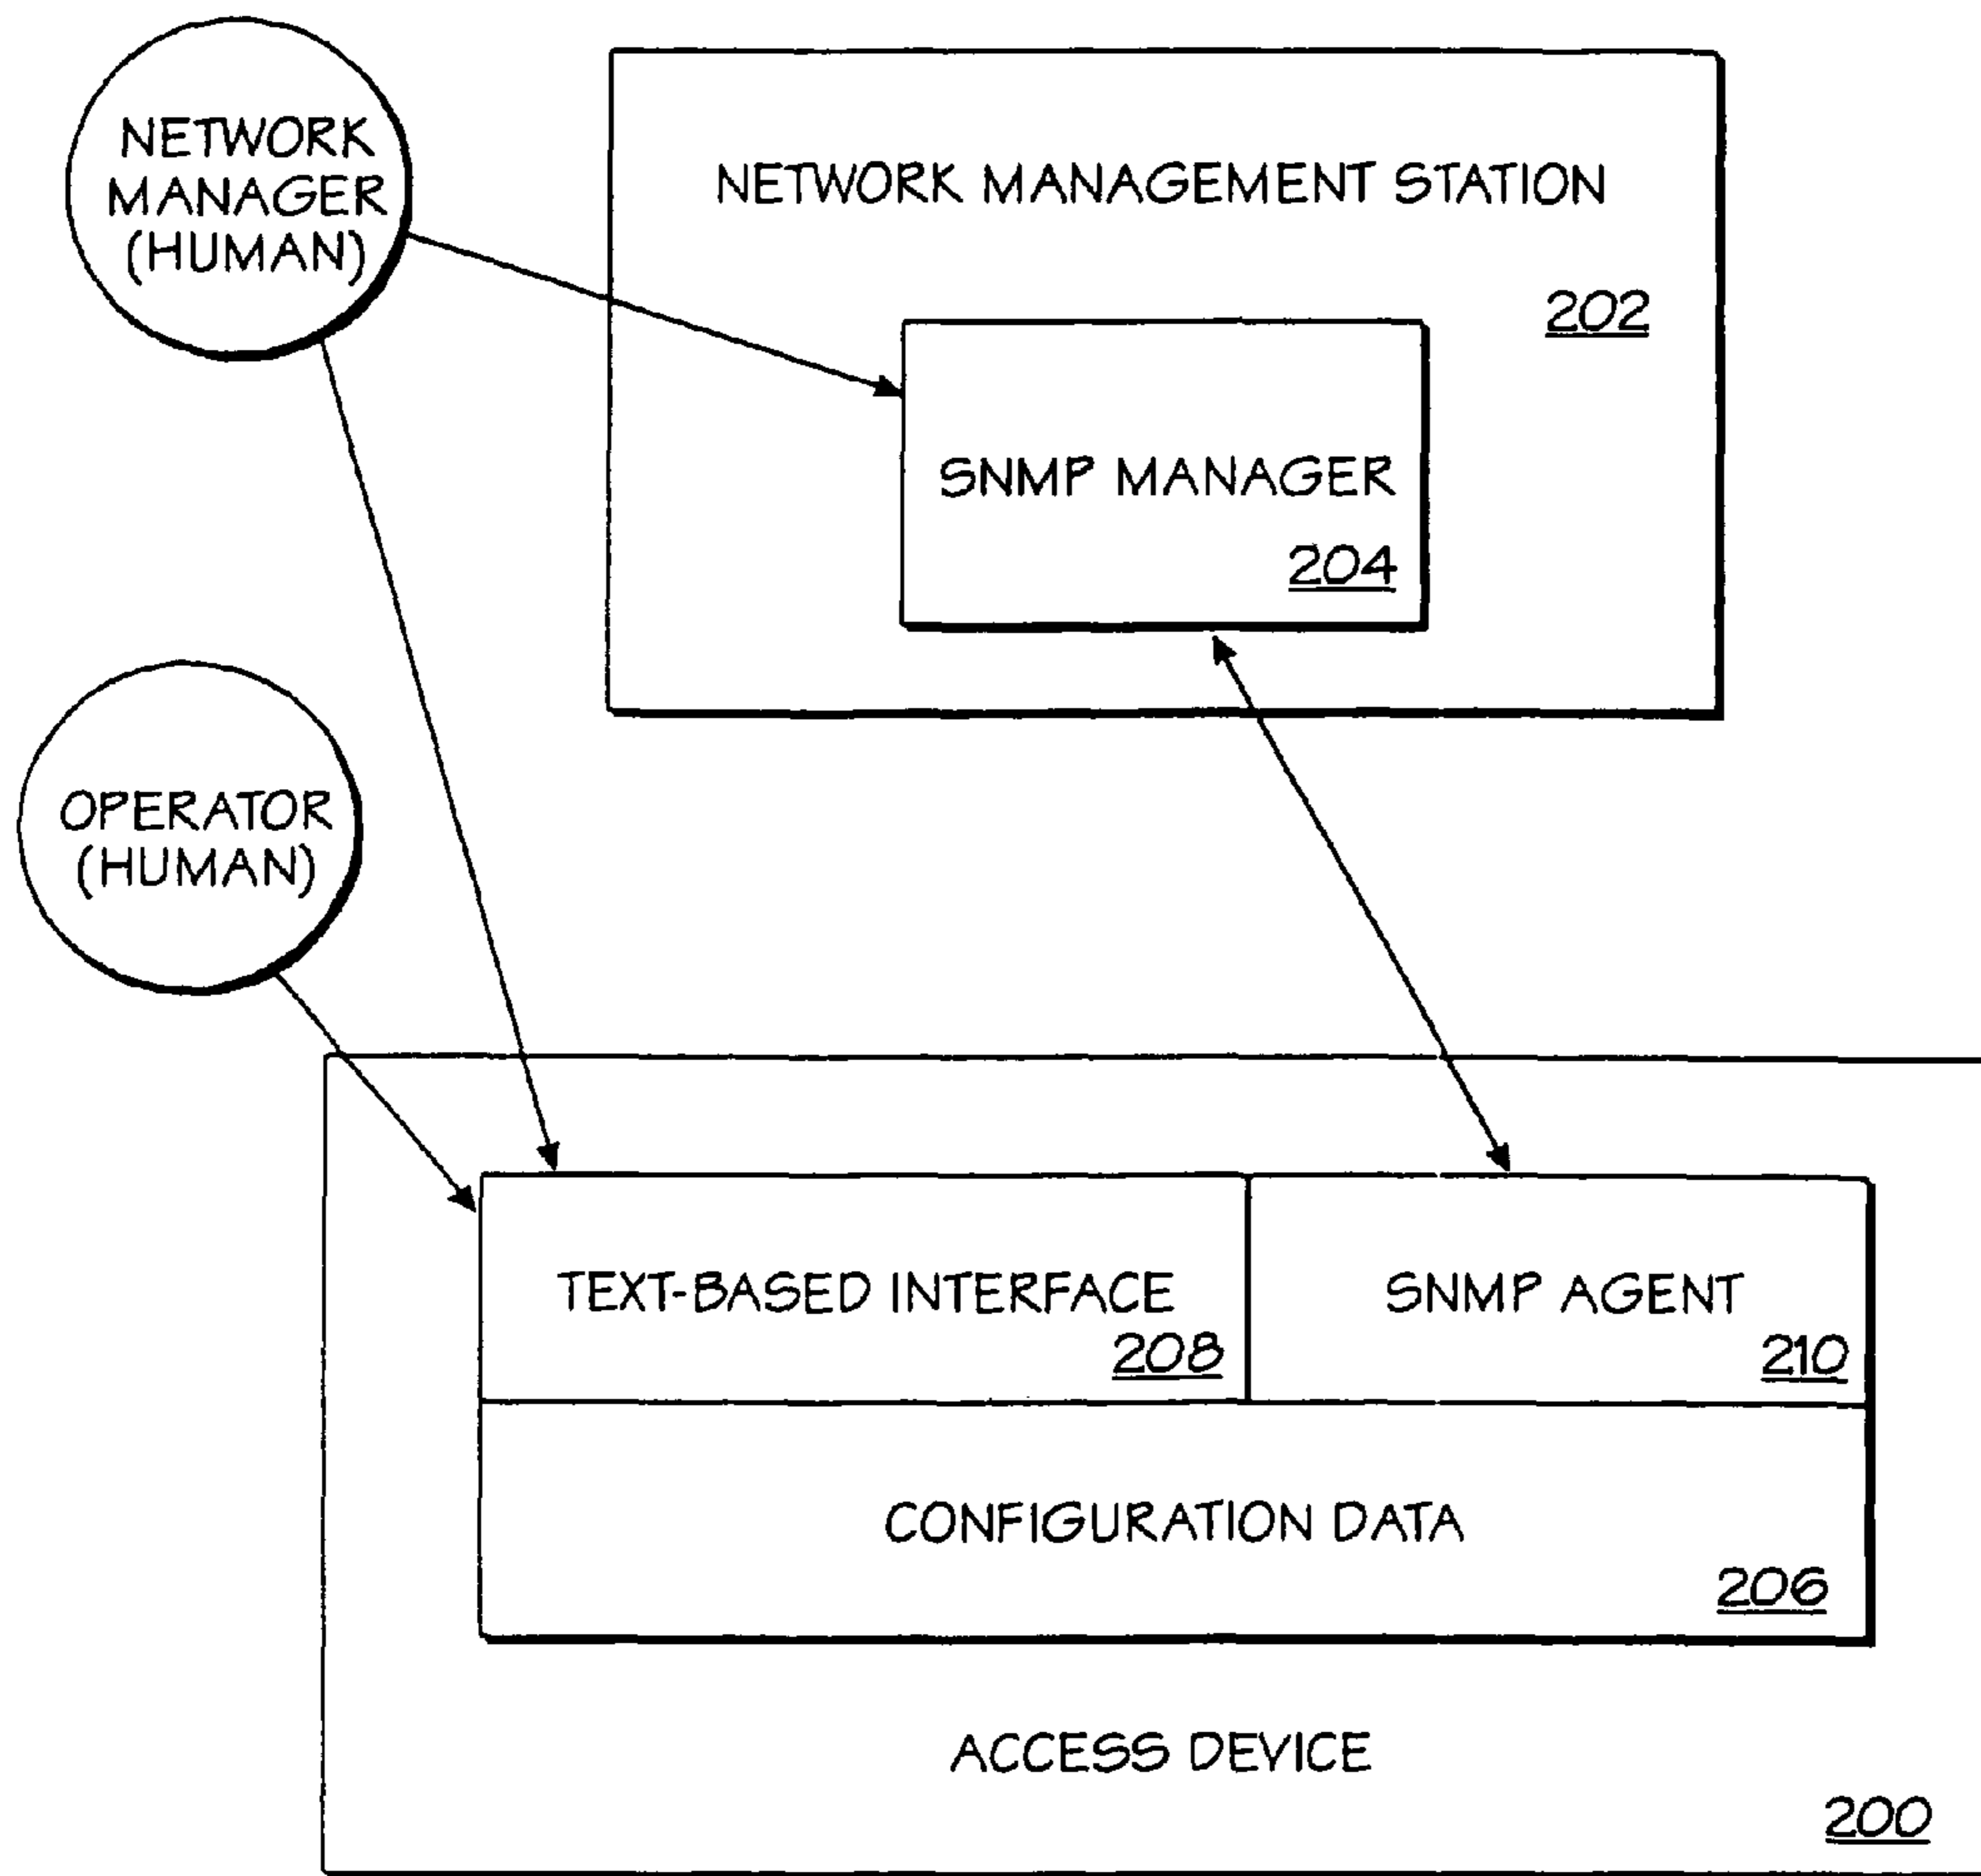 NETWORK
MANAGER
(HUMAN)
NETWORK MANAGEMENT STATION
202
SNMP MANAGER
204
OPERATOR
(HUMAN)
TEXT-BASED INTERFACE
208
SNMP AGENT
210
CONFIGURATION DATA
206
ACCESS DEVICE
200